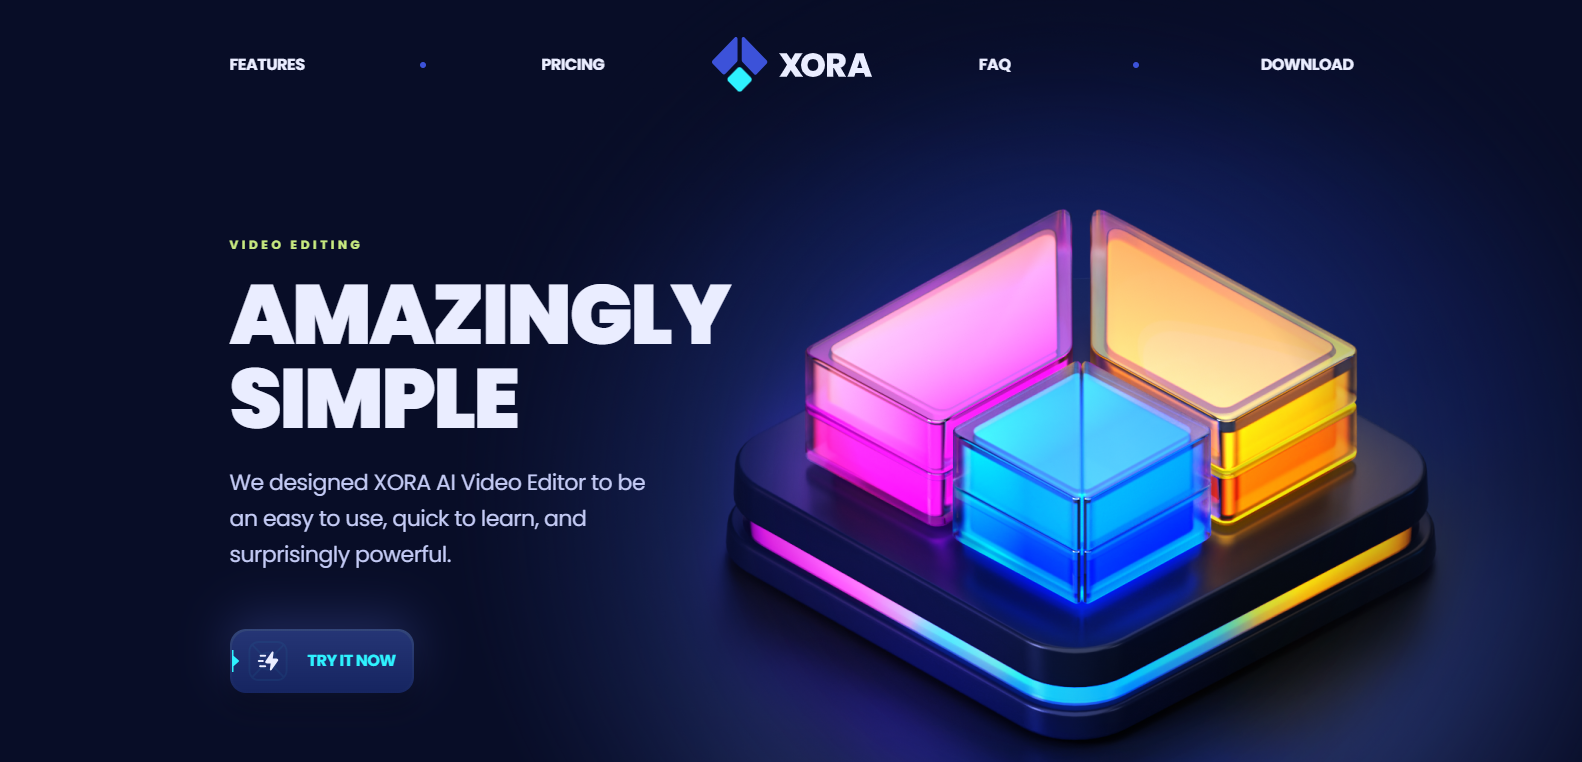 FEATURES
PRICING
XORA
FAQ
DOWNLOAD
VIDEO EDITING
AMAZINGLY
SIMPLE
We designed XORA AI Video Editor to be
an easy to use, quick to learn, and
surprisingly powerful.
TRY IT NOW